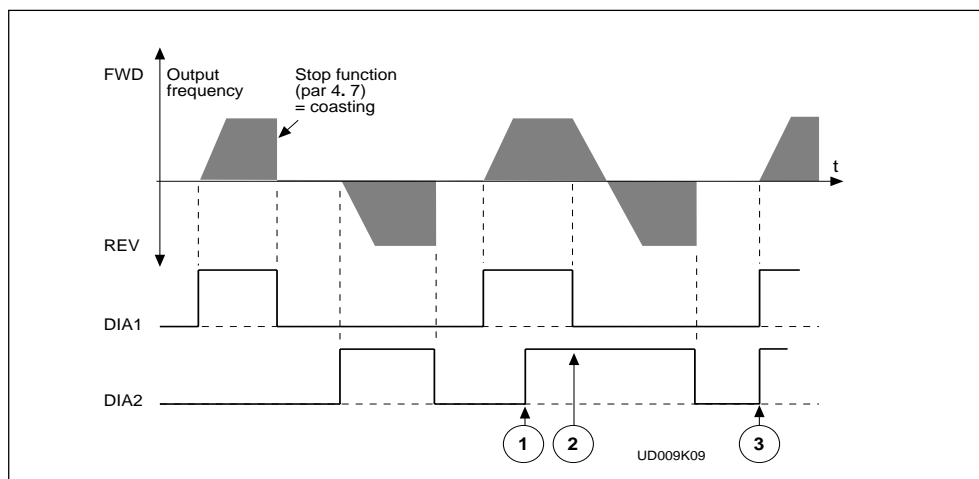 FWD
Output
frequency
Stop function
(par 4. 7)
= coasting
t
REV
DIA1
DIA2
1
2
3
UD009K09